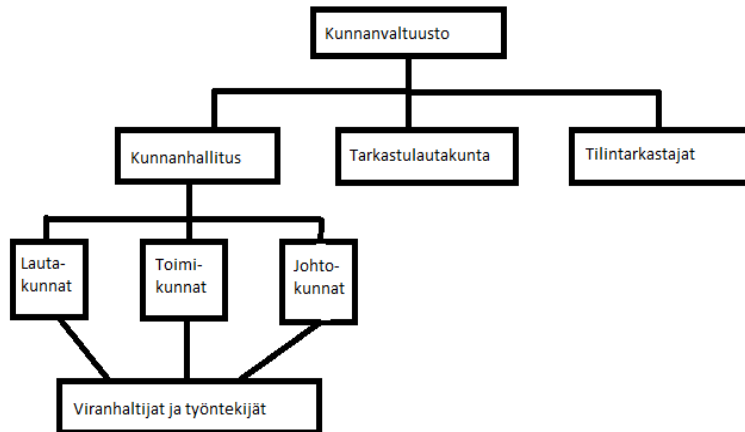 Kunnanvaltuusto
Kunnanhallitus
Tarkastulautakunta
Tilintarkastajat
Lauta-
kunnat
Toimi-
kunnat
Johto-
kunnat
Viranhaltijat ja työntekijät